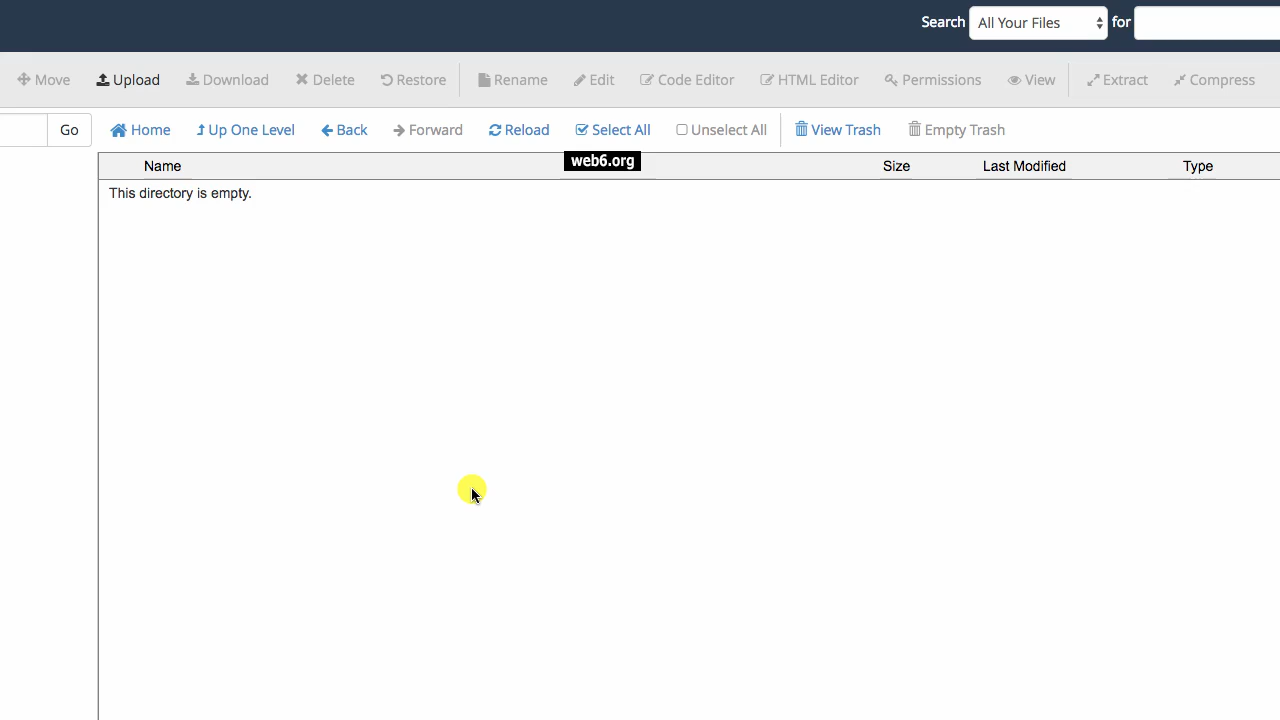 Search All Your Files for
Move Upload Download Delete Restore Rename Edit Code Editor HTML Editor Permissions View Extract Compress
Go Home Up One Level Back Forward Reload Select All Unselect All View Trash Empty Trash
web6.org
Name Size Last Modified Type
This directory is empty.